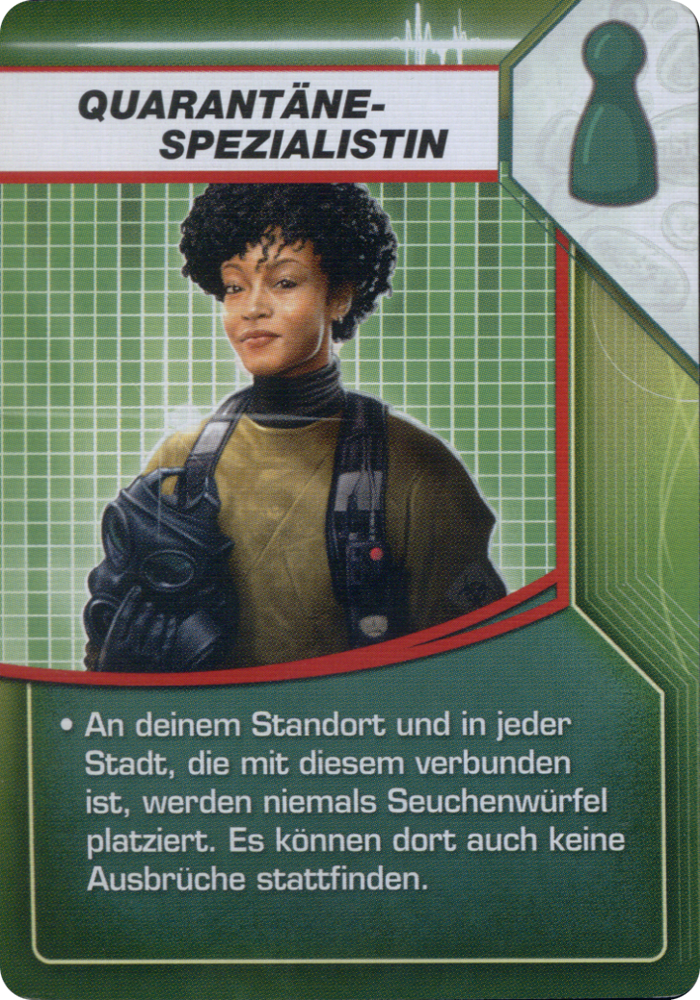 QUARANTÄNE-
SPEZIALISTIN
• An deinem Standort und in jeder
Stadt, die mit diesem verbunden
ist, werden niemals Seuchenwürfel
platziert. Es können dort auch keine
Ausbrüche stattfinden.